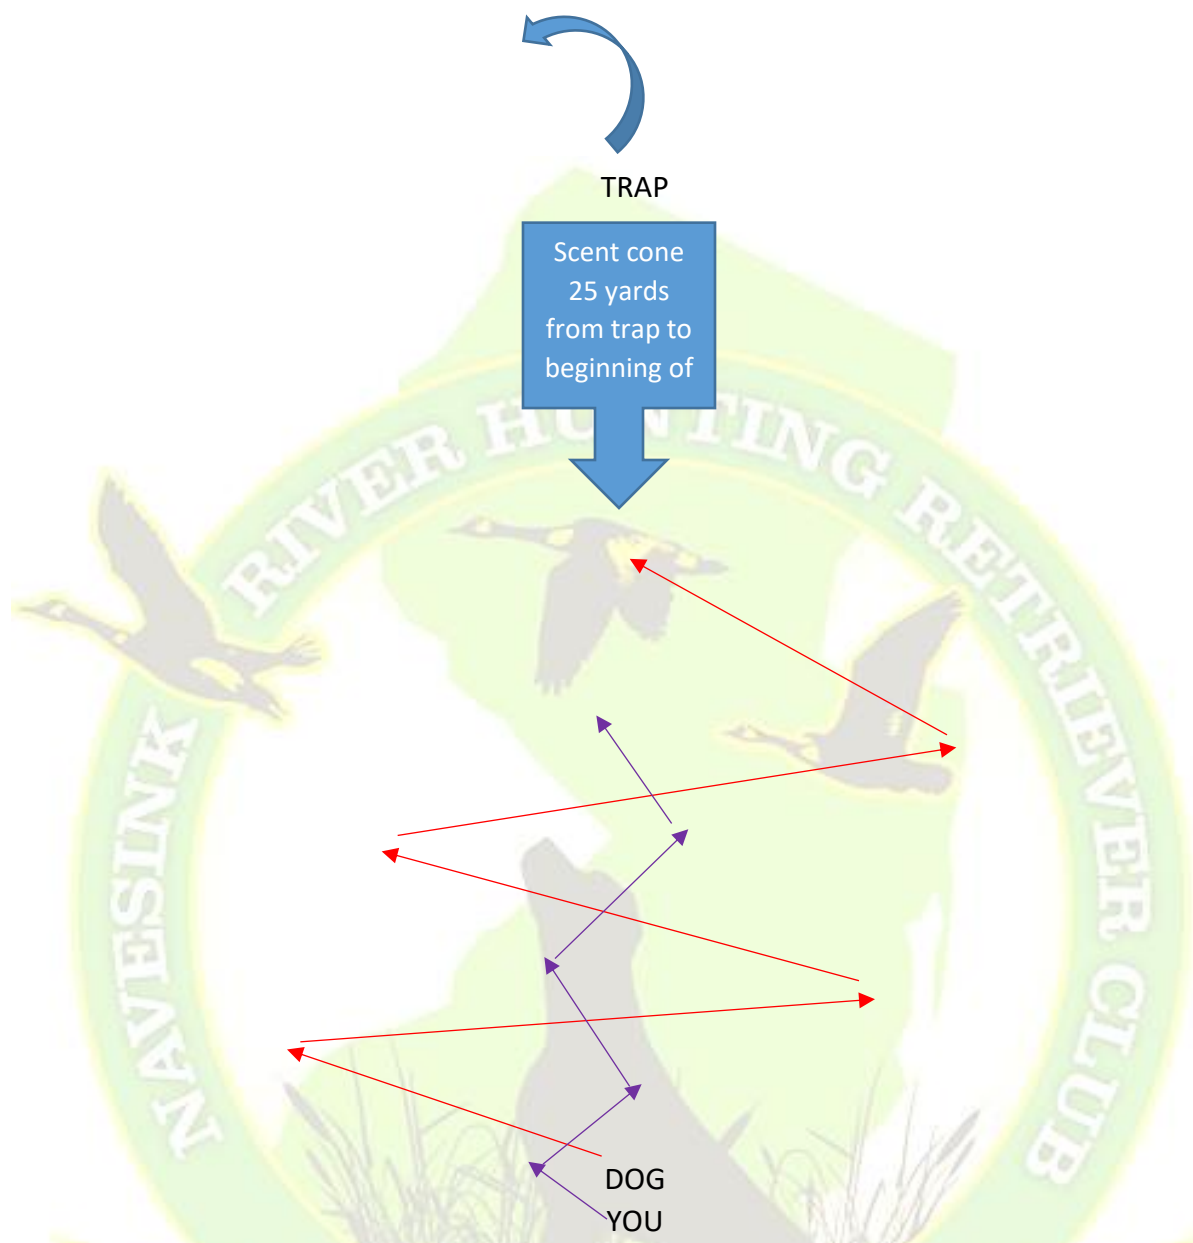 TRAP
Scent cone
25 yards
from trap to
beginning of
NAVESINK RIVER HUNTING RETRIEVER CLUB
DOG
YOU